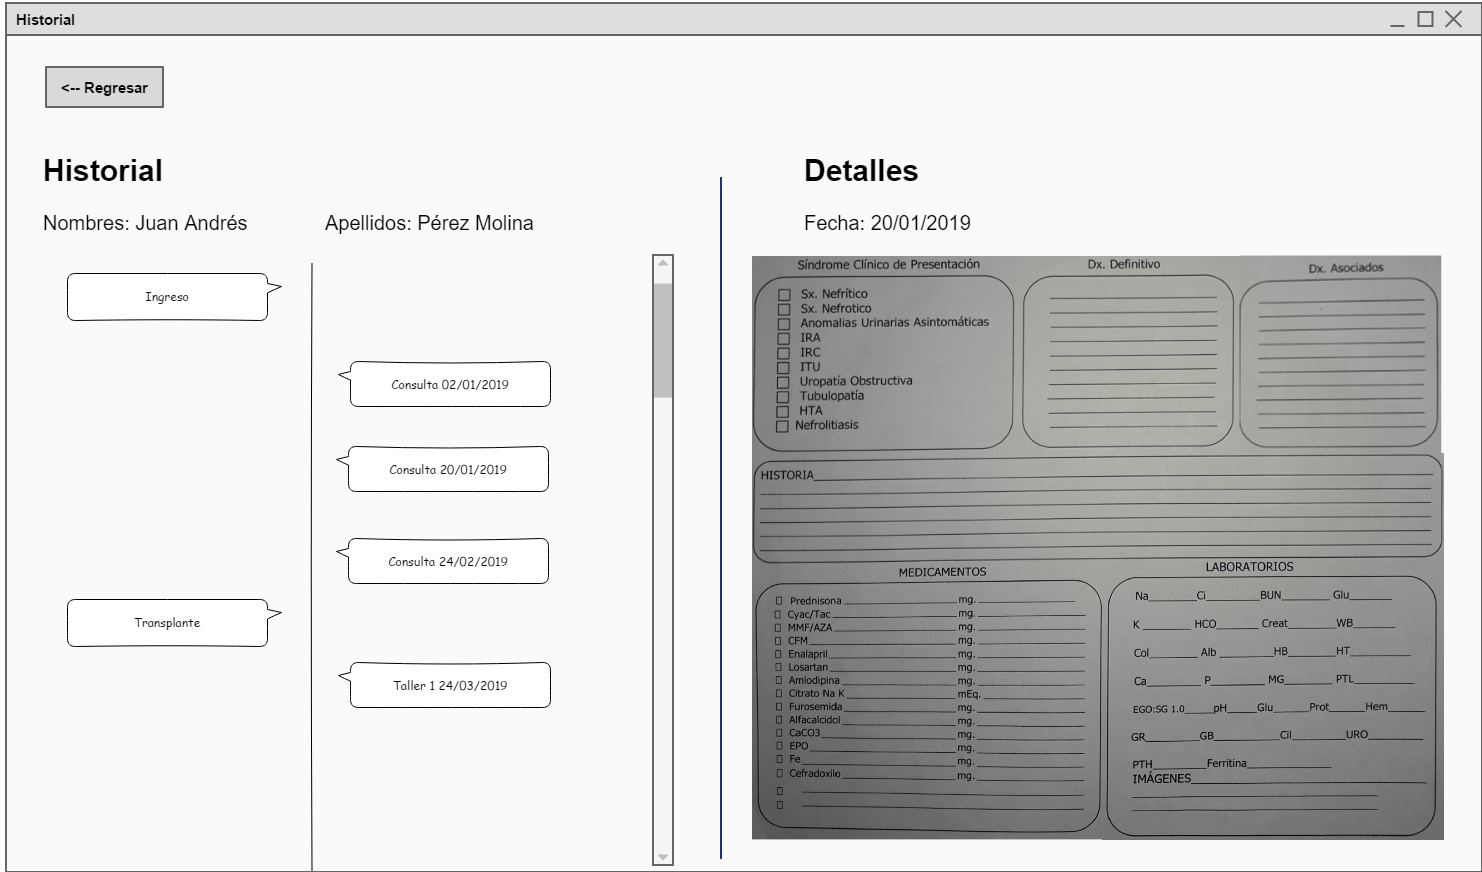 Historial
<-- Regresar
Historial
Nombres: Juan Andrés
Apellidos: Pérez Molina
Ingreso
Consulta 02/01/2019
Consulta 20/01/2019
Consulta 24/02/2019
Transplante
Taller 1 24/03/2019
Detalles
Fecha: 20/01/2019
Síndrome Clínico de Presentación
Sx. Nefrítico
Sx. Nefrotico
Anomalias Urinarias Asintomáticas
IRA
IRC
ITU
Uropatía Obstructiva
Tubulopatía
HTA
Nefrolitiasis
Dx. Definitivo
Dx. Asociados
HISTORIA
MEDICAMENTOS
Prednisona mg.
Cyac/Tac mg.
MMF/AZA mg.
CFM mg.
Enalapril mg.
Losartan mg.
Amlodipina mg.
Citrato Na K mEq.
Furosemida mg.
Alfacalcidol mg.
CaCO3 mg.
EPO mg.
Fe mg.
Cefradoxilo mg.
LABORATORIOS
Na Ci BUN Glu
K HCO Creat WB
Col Alb HB HT
Ca P MG PTL
EGO:SG 1.0 pH Glu Prot Hem
GR GB Cil URO
PTH Ferritina
IMÁGENES